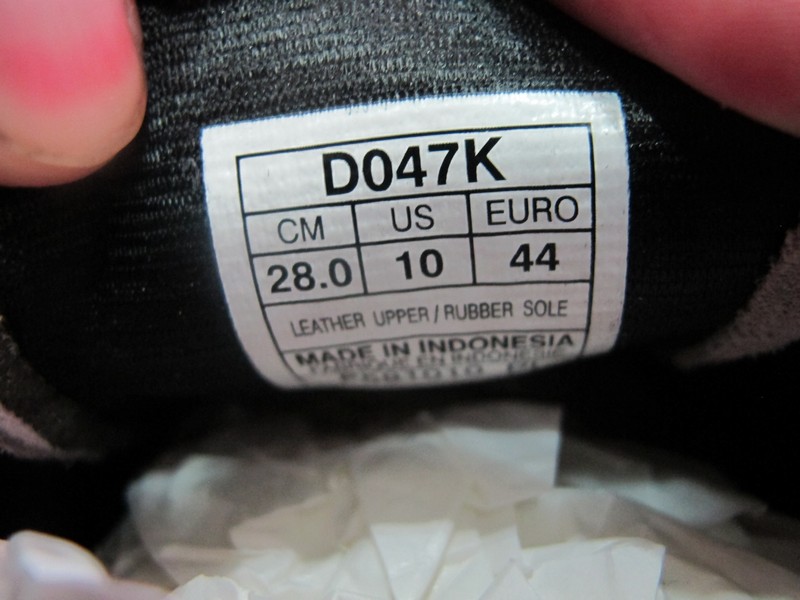 D047K
CM US EURO
28.0 10 44
LEATHER UPPER / RUBBER SOLE
MADE IN INDONESIA